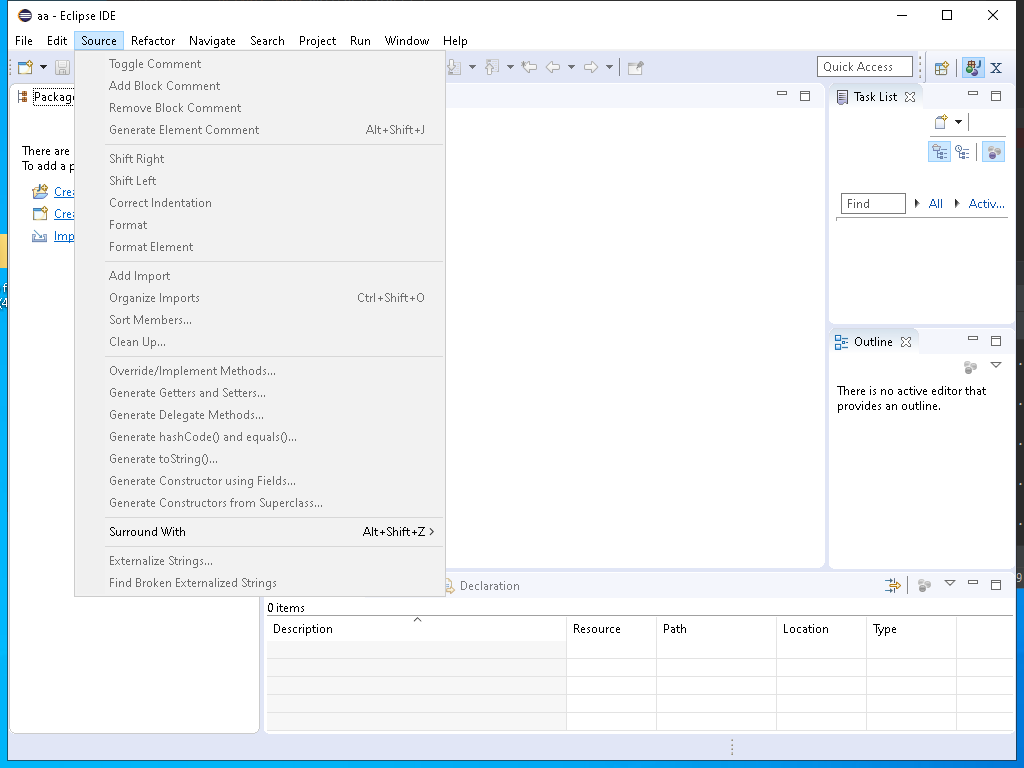 aa - Eclipse IDE
File Edit Source Refactor Navigate Search Project Run Window Help
Quick Access
Toggle Comment
Add Block Comment
Remove Block Comment
Generate Element Comment Alt+Shift+J
Shift Right
Shift Left
Correct Indentation
Format
Format Element
Add Import
Organize Imports Ctrl+Shift+O
Sort Members...
Clean Up...
Override/Implement Methods...
Generate Getters and Setters...
Generate Delegate Methods...
Generate hashCode() and equals()...
Generate toString()...
Generate Constructor using Fields...
Generate Constructors from Superclass...
Surround With Alt+Shift+Z
Externalize Strings...
Find Broken Externalized Strings
There are
To add a
Task List
Find All Activ...
Outline
There is no active editor that
provides an outline.
Declaration
0 items
Description Resource Path Location Type